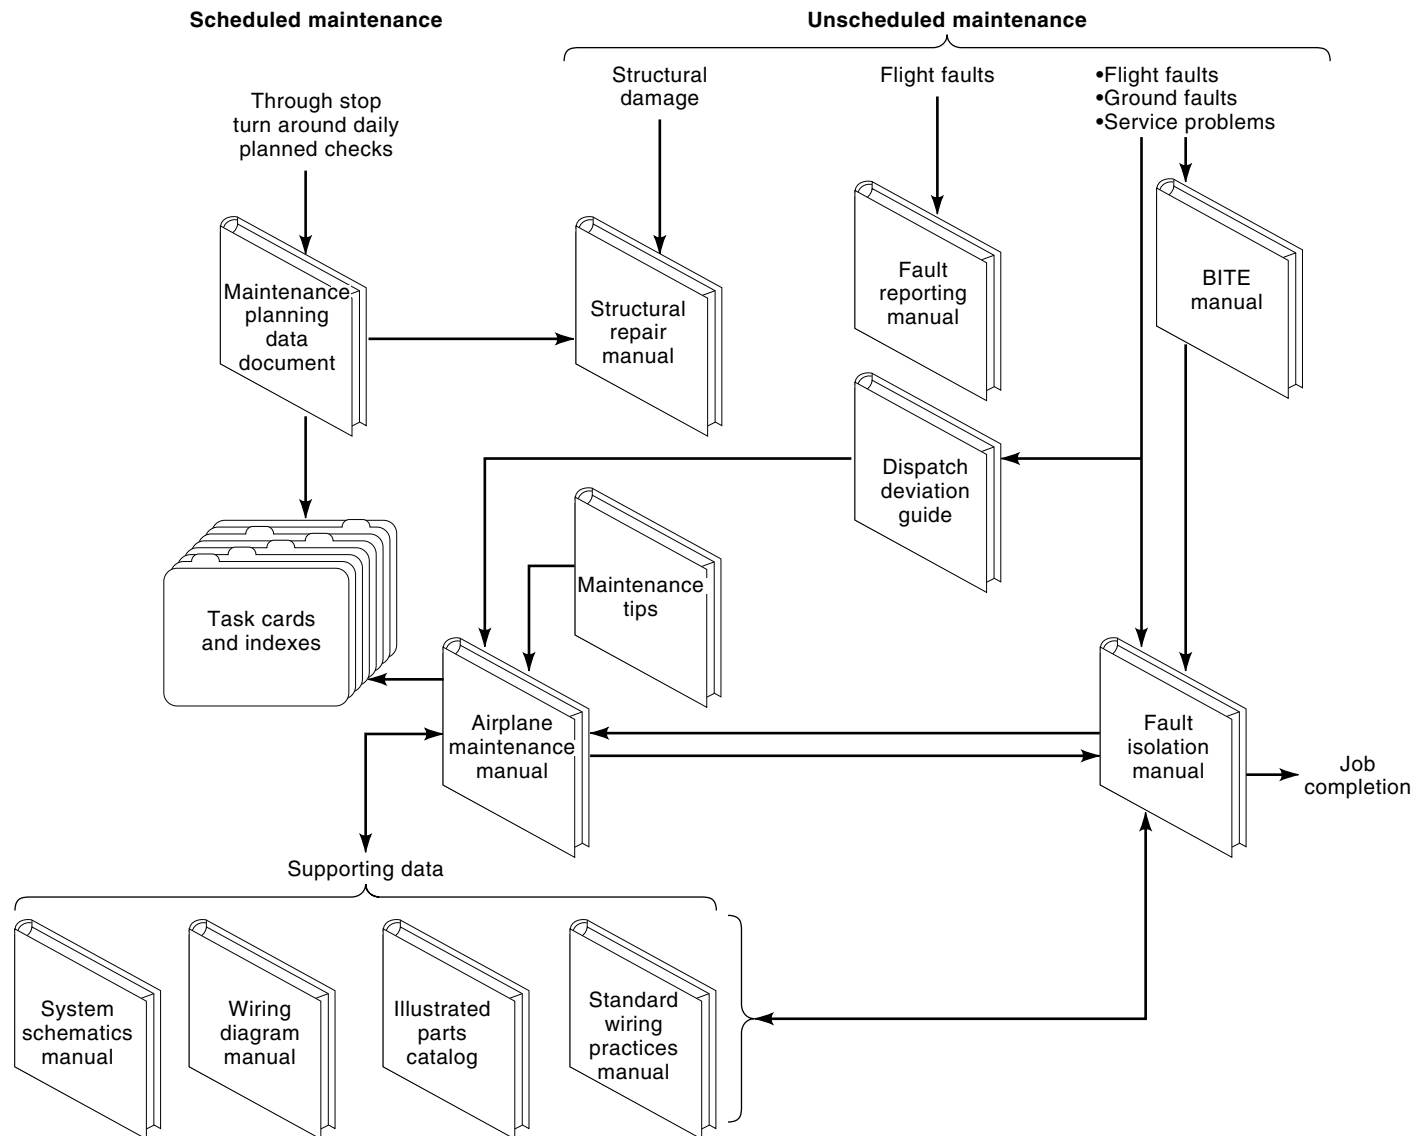 Scheduled maintenance
Unscheduled maintenance
Through stop
turn around daily
planned checks
Structural
damage
Flight faults
•Flight faults
•Ground faults
•Service problems
Maintenance
planning
data
document
Structural
repair
manual
Fault
reporting
manual
BITE
manual
Dispatch
deviation
guide
Maintenance
tips
Task cards
and indexes
Airplane
maintenance
manual
Fault
isolation
manual
Job
completion
Supporting data
System
schematics
manual
Wiring
diagram
manual
Illustrated
parts
catalog
Standard
wiring
practices
manual